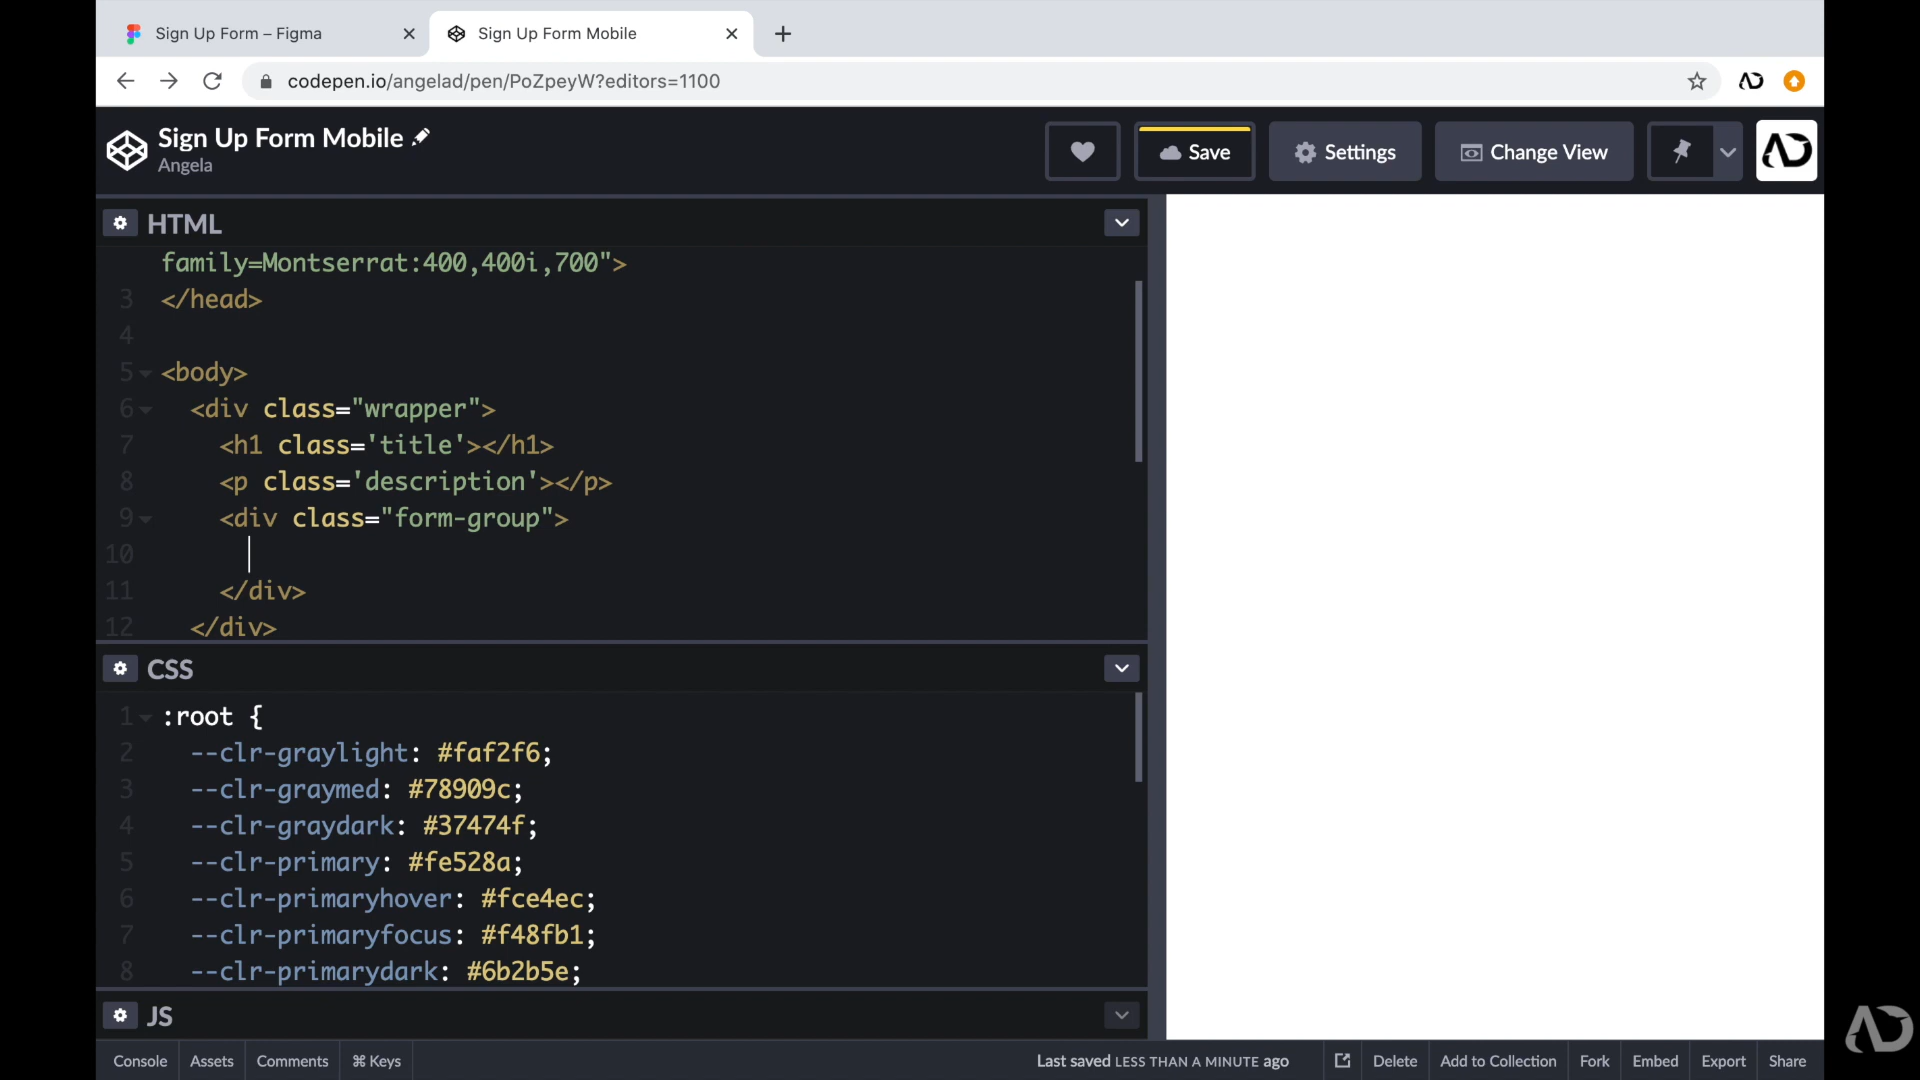 Sign Up Form – Figma
Sign Up Form Mobile
codepen.io/angelad/pen/PoZpeyW?editors=1100
Sign Up Form Mobile
Angela
Save
Settings
Change View
HTML
family=Montserrat:400,400i,700">
3 </head>
4
5 <body>
6 <div class="wrapper">
7 <h1 class='title'></h1>
8 <p class='description'></p>
9 <div class="form-group">
10
11 </div>
12 </div>
CSS
1 :root {
2 --clr-graylight: #faf2f6;
3 --clr-graymed: #78909c;
4 --clr-graydark: #37474f;
5 --clr-primary: #fe528a;
6 --clr-primaryhover: #fce4ec;
7 --clr-primaryfocus: #f48fb1;
8 --clr-primarydark: #6b2b5e;
JS
Console Assets Comments ⌘ Keys Last saved LESS THAN A MINUTE ago Delete Add to Collection Fork Embed Export Share